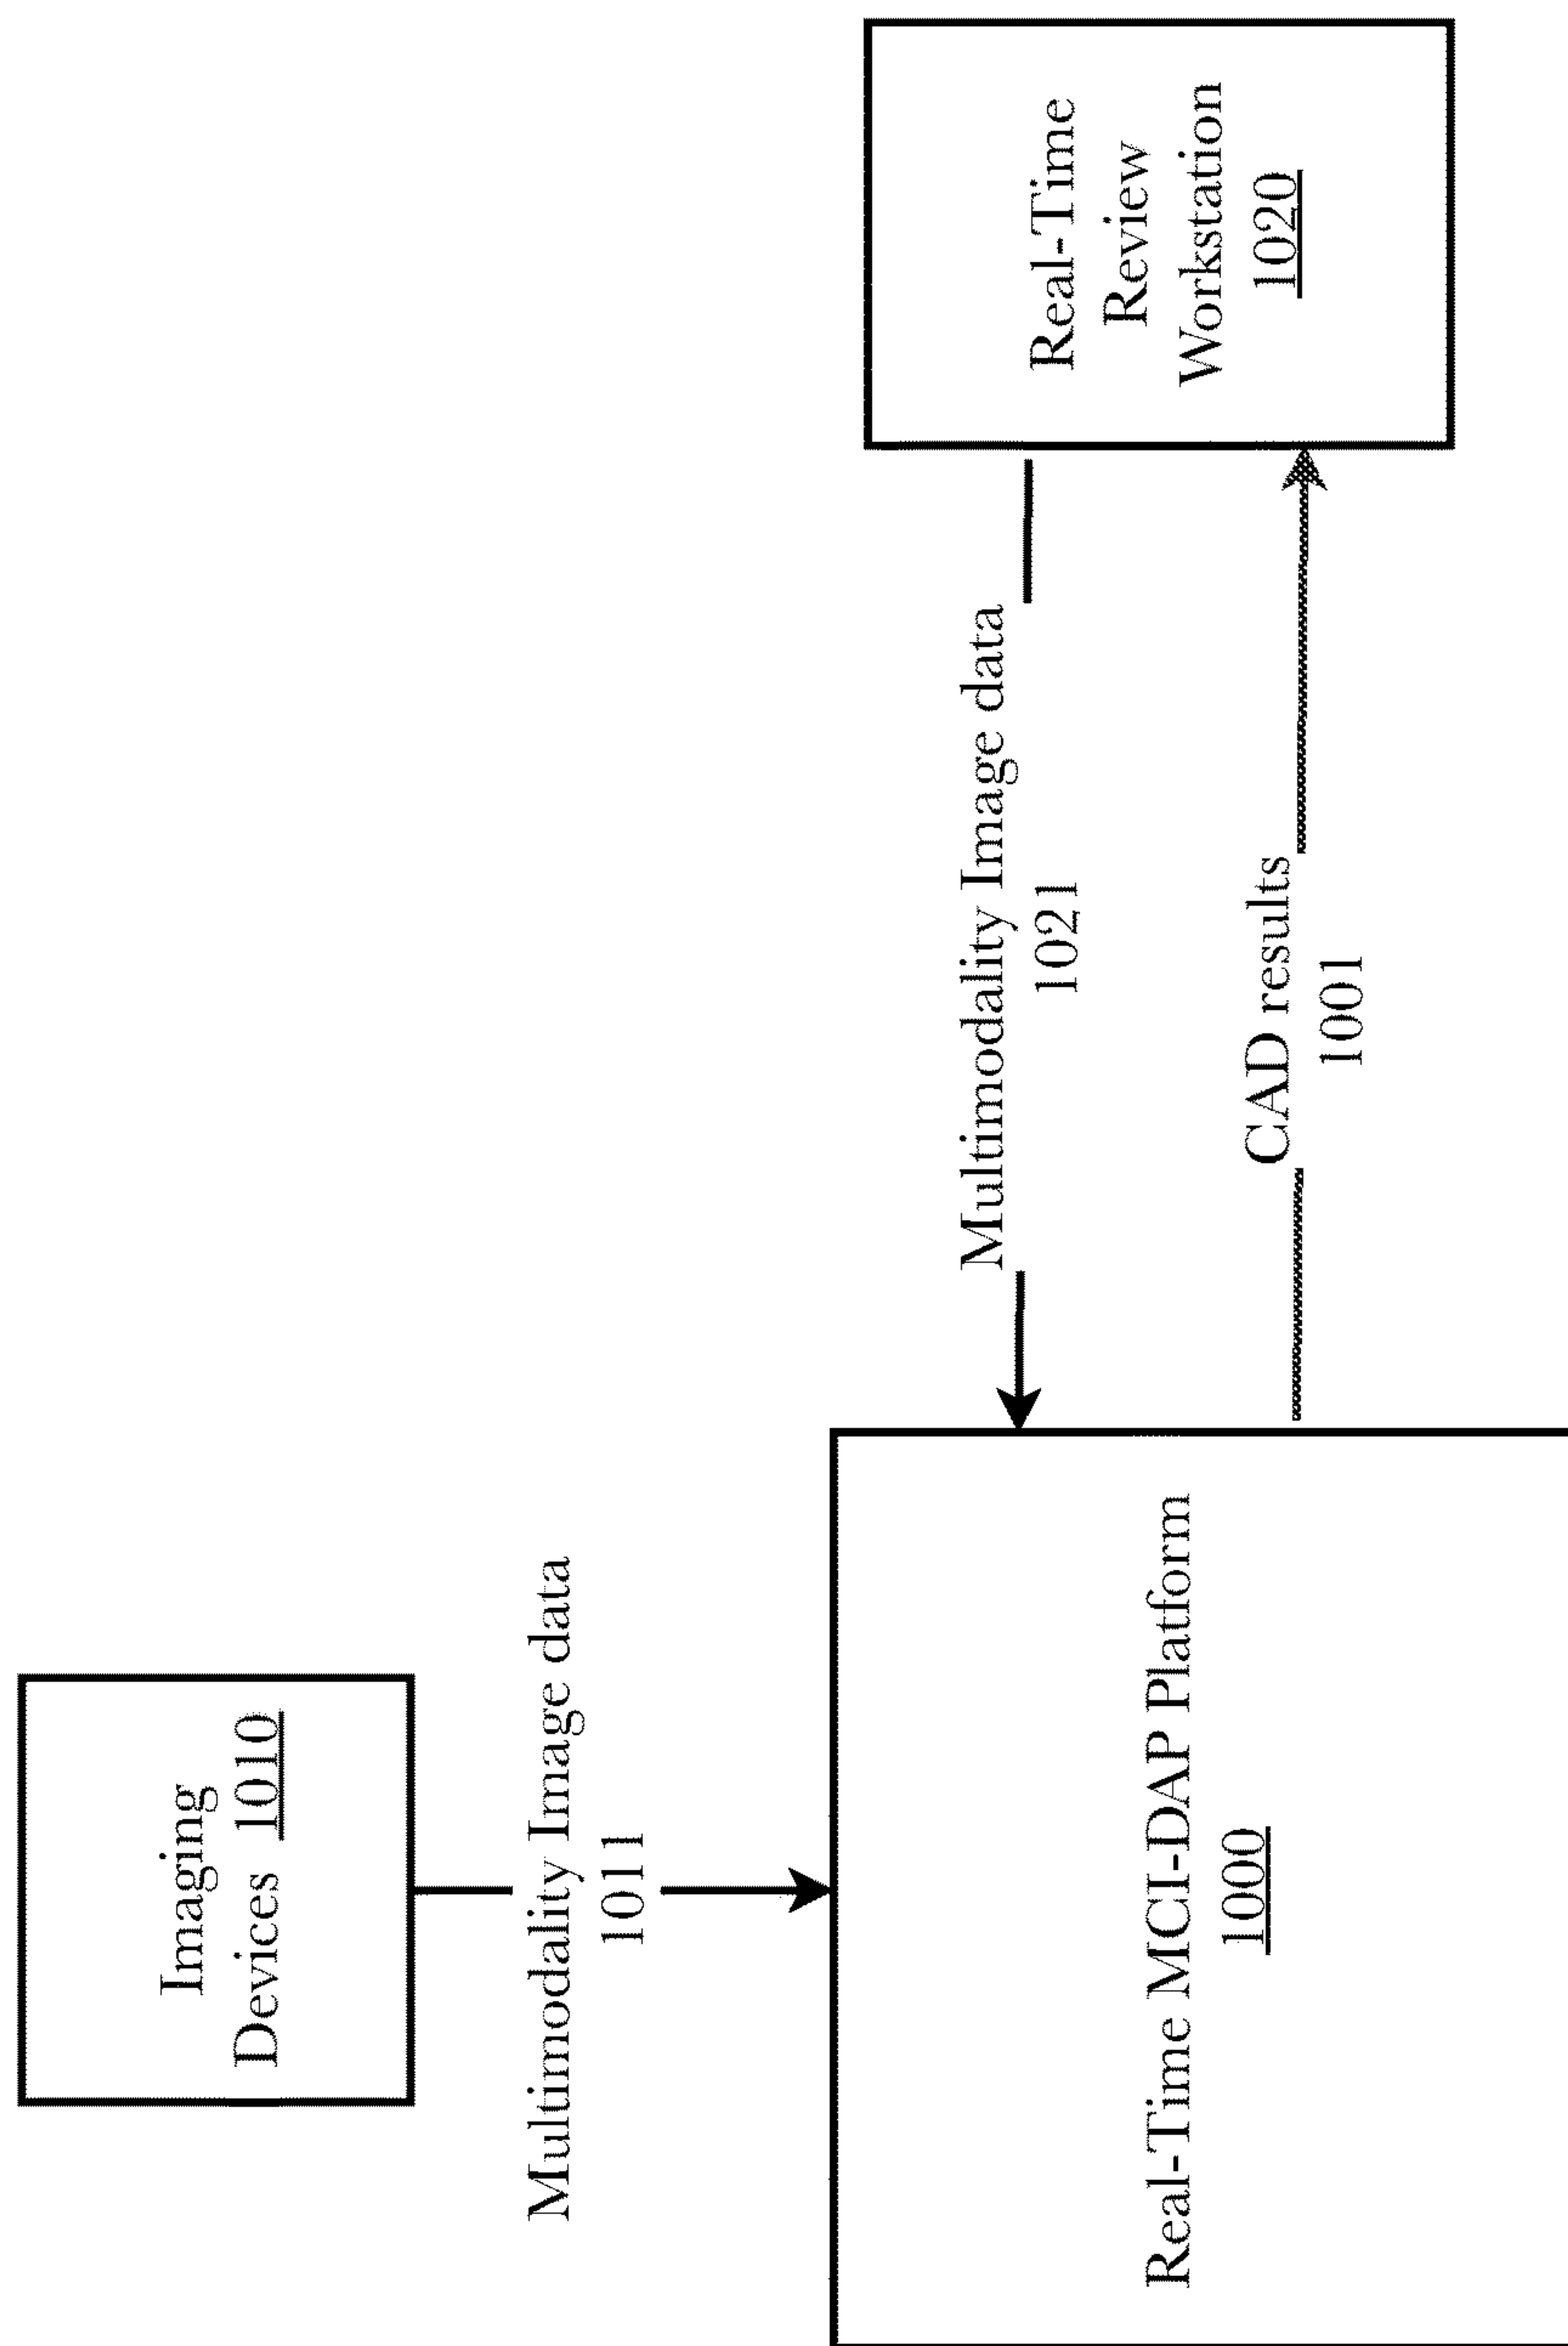 Imaging
Devices 1010
Multimodality Image data
1011
Real-Time MCI-DAP Platform
1000
Multimodality Image data
1021
CAD results
1001
Real-Time
Review
Workstation
1020